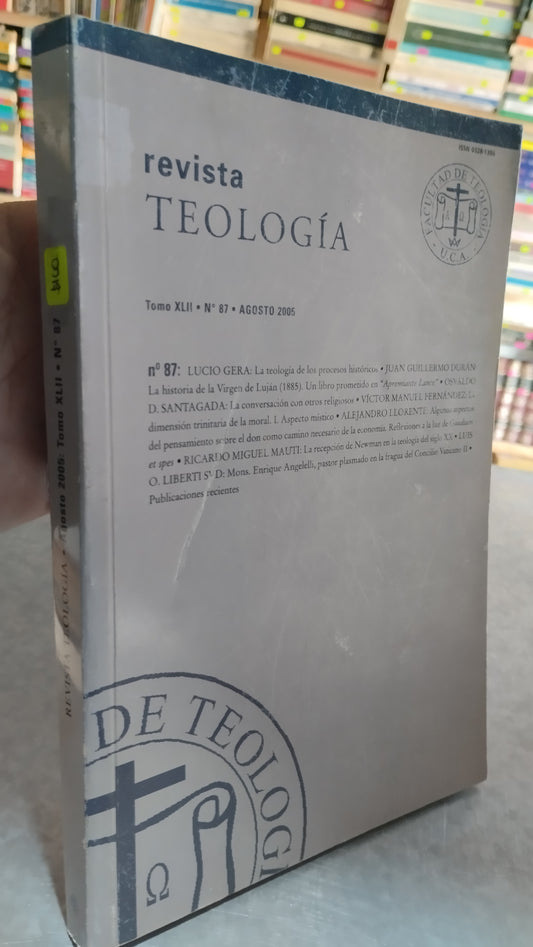 ISSN 0328-1396
revista
TEOLOGÍA
FACULTAD DE TEOLOGÍA
A Ω
U.C.A.
Tomo XLII • N° 87 • AGOSTO 2005
nº 87: LUCIO GERA: La teología de los procesos históricos • JUAN GUILLERMO DURÁN:
La historia de la Virgen de Luján (1885). Un libro prometido en "Apremiante Lance" • OSVALDO
D. SANTAGADA: La conversación con otros religiosos • VÍCTOR MANUEL FERNÁNDEZ: La
dimensión trinitaria de la moral. I. Aspecto místico • ALEJANDRO LLORENTE: Algunos aspectos
del pensamiento sobre el don como camino necesario de la economía. Reflexiones a la luz de Gaudium
et spes • RICARDO MIGUEL MAUTI: La recepción de Newman en la teología del siglo XX • LUIS
O. LIBERTI SVD: Mons. Enrique Angelelli, pastor plasmado en la fragua del Concilio Vaticano II •
Publicaciones recientes
DE TEOLOGÍ
Ω
REVISTA TEOLOGÍA • Agosto 2005: Tomo XLII • N° 87